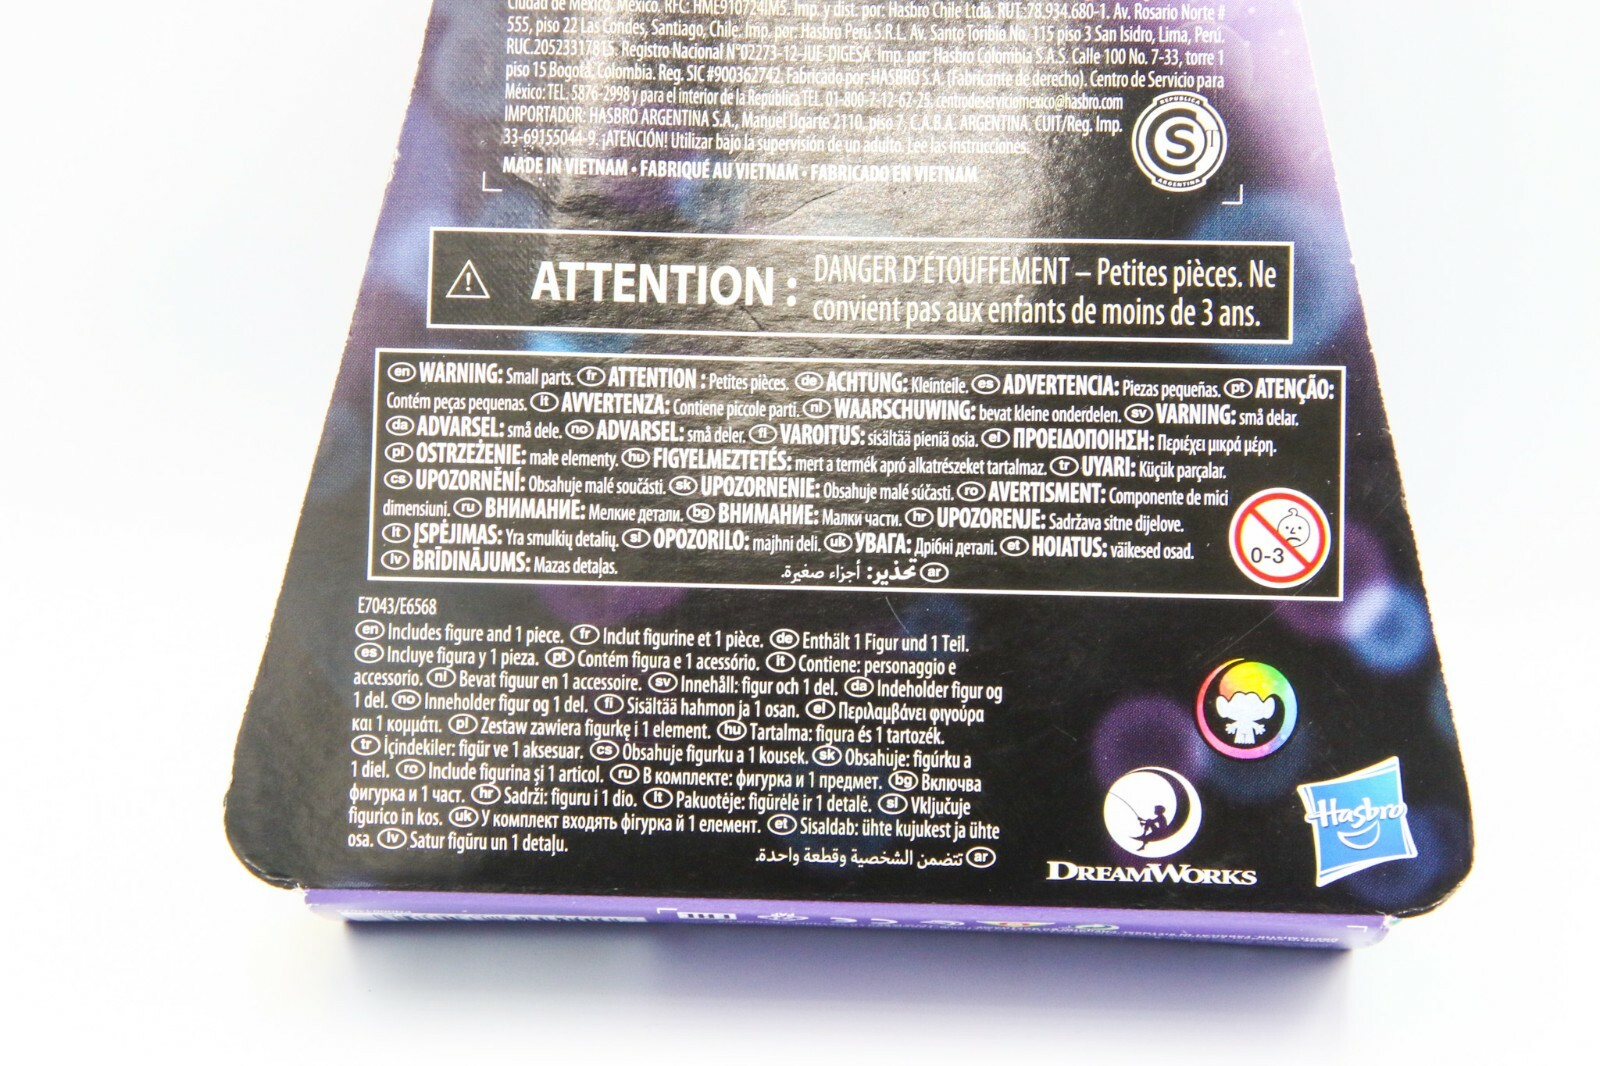 Ciudad de México, México, RFC: HME910724IM5. Imp. y dist. por: Hasbro Chile Ltda. RUT:78.934.680-1. Av. Rosario Norte #
555, piso 22 Las Condes, Santiago, Chile. Imp. por: Hasbro Perú S.R.L. Av. Santo Toribio No. 115 piso 3 San Isidro, Lima, Perú.
RUC.20523317815. Registro Nacional N°02273-12-JUE-DIGESA. Imp. por: Hasbro Colombia S.A.S. Calle 100 No. 7-33, torre 1
piso 15 Bogotá, Colombia. Reg. SIC #900362742. Fabricado por: HASBRO S.A. (Fabricante de derecho). Centro de Servicio para
México: TEL. 5876-2998 y para el interior de la República TEL. 01-800-7-12-62-25, centrodeserviciomexico@hasbro.com
IMPORTADOR: HASBRO ARGENTINA S.A., Manuel Ugarte 2110, piso 7, C.A.B.A. ARGENTINA. CUIT/Reg. Imp.
33-69155044-9. ¡ATENCIÓN! Utilizar bajo la supervisión de un adulto. Lee las instrucciones.
REPUBLICA
S
ARGENTINA
MADE IN VIETNAM • FABRIQUÉ AU VIETNAM • FABRICADO EN VIETNAM
ATTENTION : DANGER D'ÉTOUFFEMENT – Petites pièces. Ne
convient pas aux enfants de moins de 3 ans.
en WARNING: Small parts. fr ATTENTION : Petites pièces. de ACHTUNG: Kleinteile. es ADVERTENCIA: Piezas pequeñas. pt ATENÇÃO:
Contém peças pequenas. it AVVERTENZA: Contiene piccole parti. nl WAARSCHUWING: bevat kleine onderdelen. sv VARNING: små delar.
da ADVARSEL: små dele. no ADVARSEL: små deler. fi VAROITUS: sisältää pieniä osia. el ΠΡΟΕΙΔΟΠΟΙΗΣΗ: Περιέχει μικρά μέρη.
pl OSTRZEŻENIE: małe elementy. hu FIGYELMEZTETÉS: mert a termék apró alkatrészeket tartalmaz. tr UYARI: Küçük parçalar.
cs UPOZORNĚNÍ: Obsahuje malé součásti. sk UPOZORNENIE: Obsahuje malé súčasti. ro AVERTISMENT: Componente de mici
dimensiuni. ru ВНИМАНИЕ: Мелкие детали. bg ВНИМАНИЕ: Малки части. hr UPOZORENJE: Sadržava sitne dijelove.
lt ĮSPĖJIMAS: Yra smulkių detalių. sl OPOZORILO: majhni deli. uk УВАГА: Дрібні деталі. et HOIATUS: väikesed osad.
lv BRĪDINĀJUMS: Mazas detaļas. ar تحذير: أجزاء صغيرة.
0-3
E7043/E6568
en Includes figure and 1 piece. fr Inclut figurine et 1 pièce. de Enthält 1 Figur und 1 Teil.
es Incluye figura y 1 pieza. pt Contém figura e 1 acessório. it Contiene: personaggio e
accessorio. nl Bevat figuur en 1 accessoire. sv Innehåll: figur och 1 del. da Indeholder figur og
1 del. no Inneholder figur og 1 del. fi Sisältää hahmon ja 1 osan. el Περιλαμβάνει φιγούρα
και 1 κομμάτι. pl Zestaw zawiera figurkę i 1 element. hu Tartalma: figura és 1 tartozék.
tr İçindekiler: figür ve 1 aksesuar. cs Obsahuje figurku a 1 kousek. sk Obsahuje: figúrku a
1 diel. ro Include figurina și 1 articol. ru В комплекте: фигурка и 1 предмет. bg Включва
фигурка и 1 част. hr Sadrži: figuru i 1 dio. lt Pakuotėje: figūrėlė ir 1 detalė. sl Vključuje
figurico in kos. uk У комплект входять фігурка й 1 елемент. et Sisaldab: ühte kujukest ja ühte
osa. lv Satur figūru un 1 detaļu. ar تتضمن الشخصية وقطعة واحدة.
DREAMWORKS
Hasbro